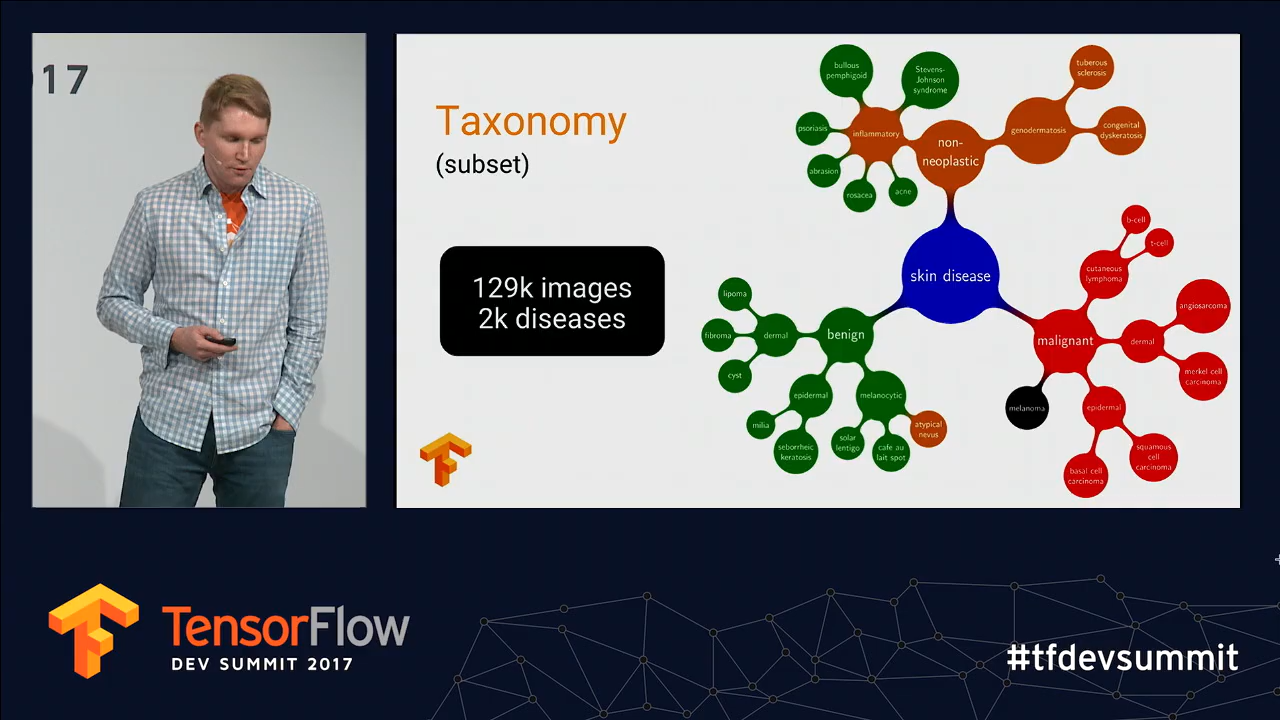 17
Taxonomy
(subset)
129k images
2k diseases
bullous
pemphigoid
Stevens-
Johnson
syndrome
psoriasis
inflammatory
abrasion
rosacea
acne
non-
neoplastic
genodermatosis
tuberous
sclerosis
congenital
dyskeratosis
skin disease
lipoma
fibroma
dermal
cyst
benign
epidermal
milia
seborrheic
keratosis
melanocytic
solar
lentigo
cafe au
lait spot
atypical
nevus
b-cell
t-cell
cutaneous
lymphoma
malignant
angiosarcoma
dermal
merkel cell
carcinoma
melanoma
epidermal
basal cell
carcinoma
squamous
cell
carcinoma
TensorFlow
DEV SUMMIT 2017
#tfdevsummit